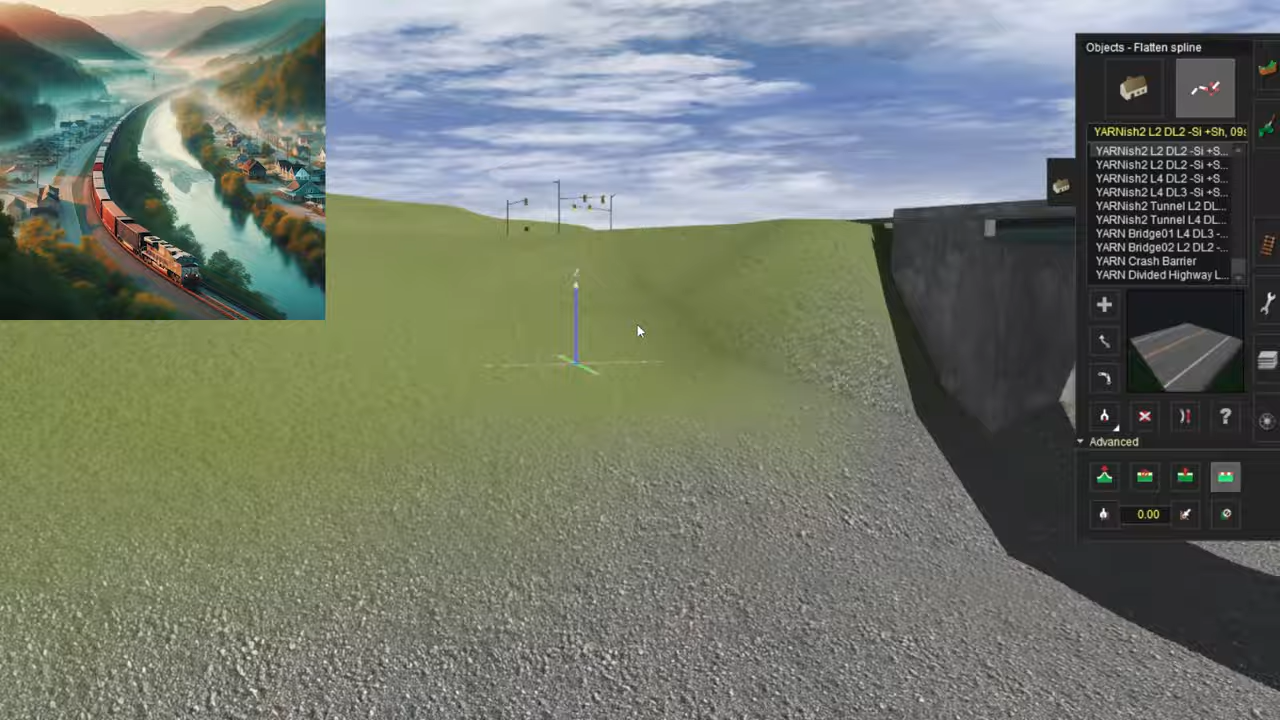 Objects - Flatten spline
YARNish2 L2 DL2 -Si +Sh, 09s
YARNish2 L2 DL2 -Si +S...
YARNish2 L2 DL2 -Si +S...
YARNish2 L4 DL2 -Si +S...
YARNish2 L4 DL3 -Si +S...
YARNish2 Tunnel L2 DL...
YARNish2 Tunnel L4 DL...
YARN Bridge01 L4 DL3 -...
YARN Bridge02 L2 DL2 -...
YARN Crash Barrier
YARN Divided Highway L...
Advanced
0.00